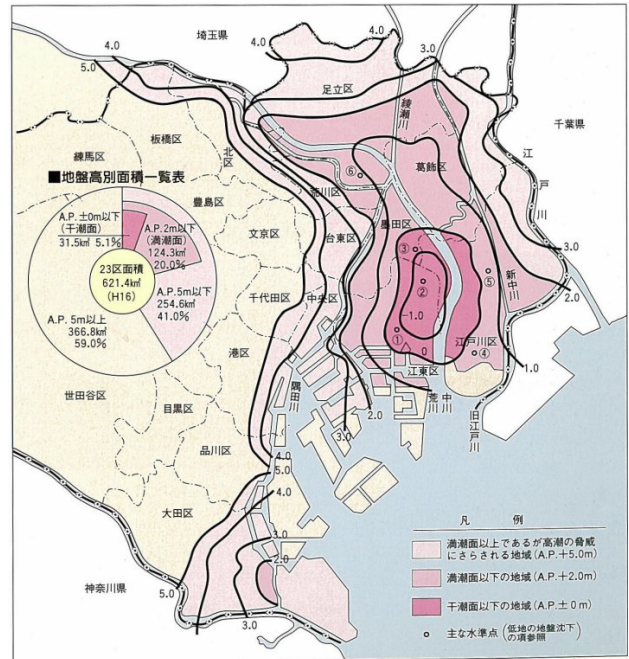 埼玉県
千葉県
神奈川県
足立区
綾瀬川
葛飾区
江戸川
板橋区
練馬区
北区
荒川区
■地盤高別面積一覧表
豊島区
文京区
台東区
墨田区
新中川
千代田区
中央区
A.P.±0m以下
(干潮面)
31.5k㎡ 5.1%
A.P.2m以下
(満潮面)
124.3k㎡
20.0%
23区面積
621.4k㎡
(H16)
A.P.5m以下
254.6k㎡
41.0%
A.P.5m以上
366.8k㎡
59.0%
港区
世田谷区
目黒区
品川区
大田区
隅田川
江東区
江戸川区
荒川
中川
旧江戸川
5.0
4.0
4.0
4.0
3.0
3.0
2.0
1.0
-1.0
0
2.0
3.0
4.0
5.0
4.0
3.0
2.0
5.0
3.0
①
②
③
④
⑤
⑥
凡 例
満潮面以上であるが高潮の脅威
にさらされる地域(A.P.+5.0m)
満潮面以下の地域(A.P.+2.0m)
干潮面以下の地域(A.P.±0m)
主な水準点(低地の地盤沈下
の項参照)